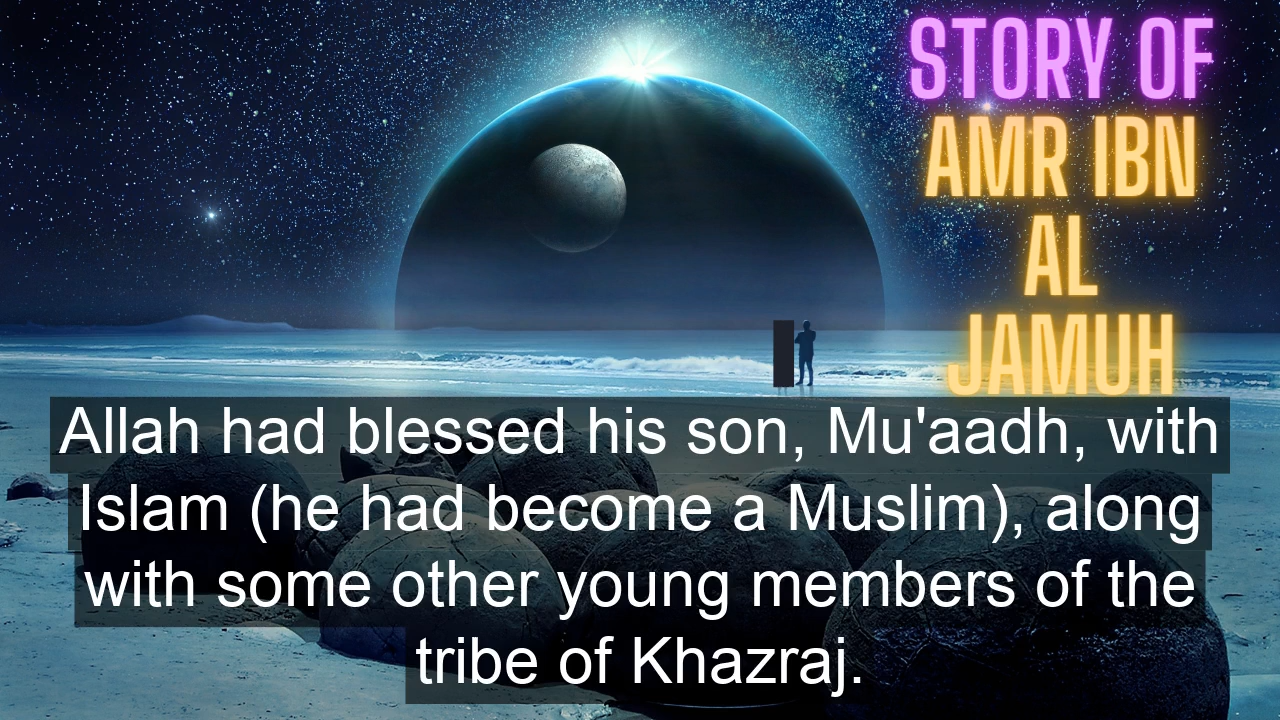 STORY OF
AMR IBN
AL
JAMUH
Allah had blessed his son, Mu'aadh, with
Islam (he had become a Muslim), along
with some other young members of the
tribe of Khazraj.